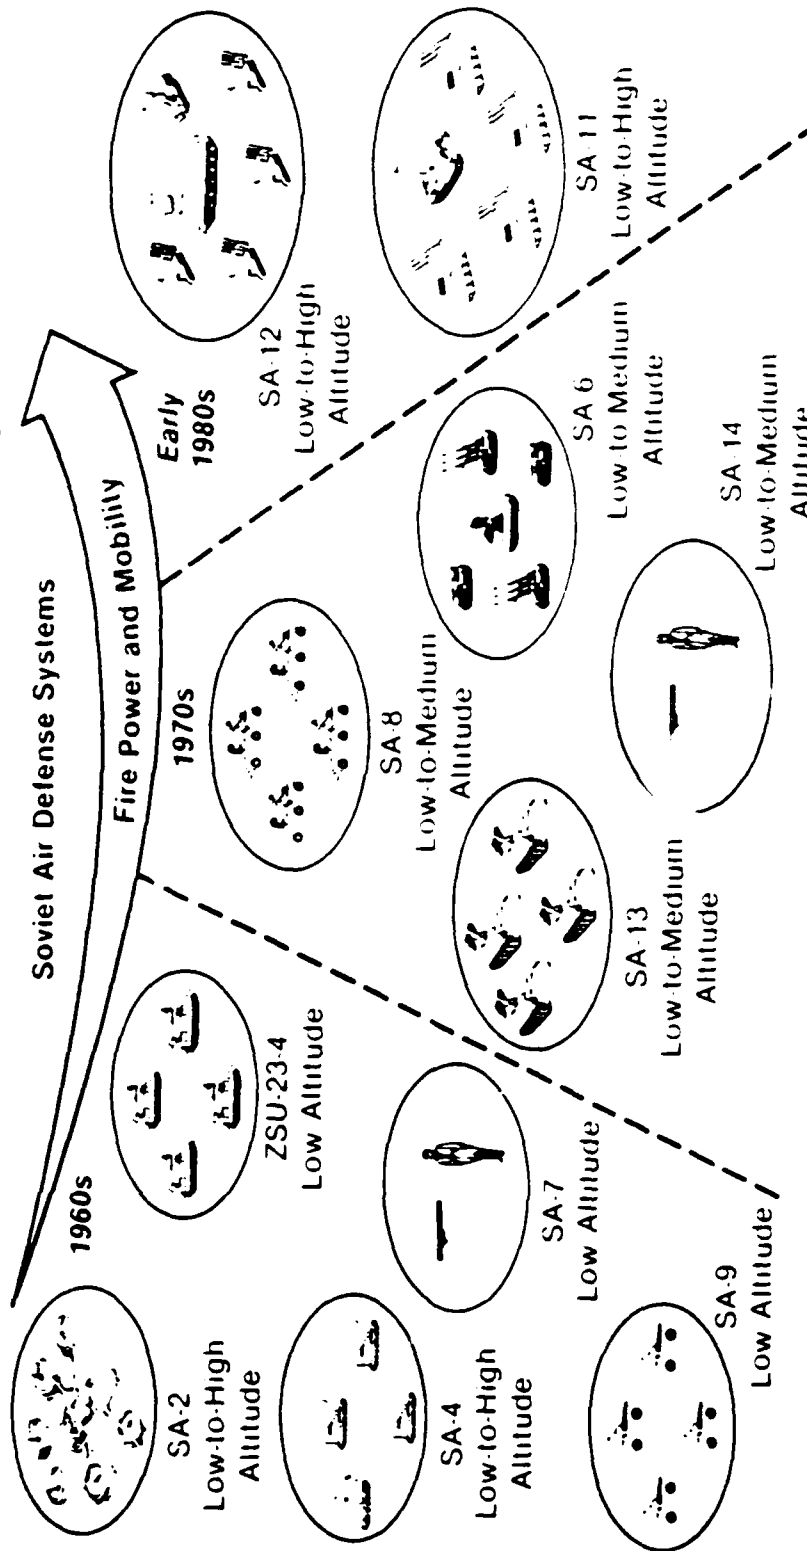 Soviet Air Defense Systems
Fire Power and Mobility
1960s
SA-2
Low-to-High
Altitude
ZSU-23-4
Low Altitude
SA-4
Low-to-High
Altitude
SA-7
Low Altitude
SA-9
Low Altitude
1970s
SA-8
Low-to-Medium
Altitude
SA-13
Low-to-Medium
Altitude
SA 6
Low-to Medium
Altitude
SA-14
Low-to-Medium
Altitude
Early
1980s
SA-12
Low-to-High
Altitude
SA-11
Low-to-High
Altitude